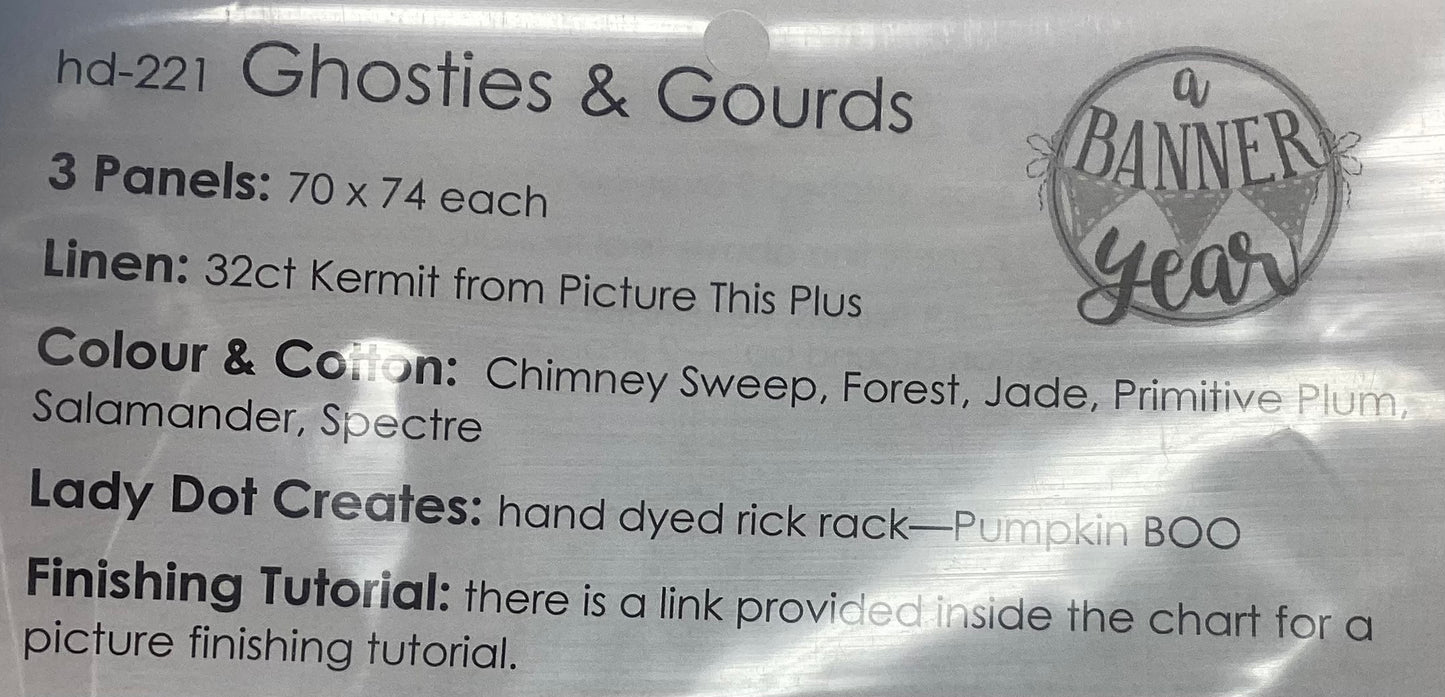 hd-221 Ghosties & Gourds
a
BANNER
year
3 Panels: 70 x 74 each
Linen: 32ct Kermit from Picture This Plus
Colour & Cotton: Chimney Sweep, Forest, Jade, Primitive Plum,
Salamander, Spectre
Lady Dot Creates: hand dyed rick rack—Pumpkin BOO
Finishing Tutorial: there is a link provided inside the chart for a
picture finishing tutorial.